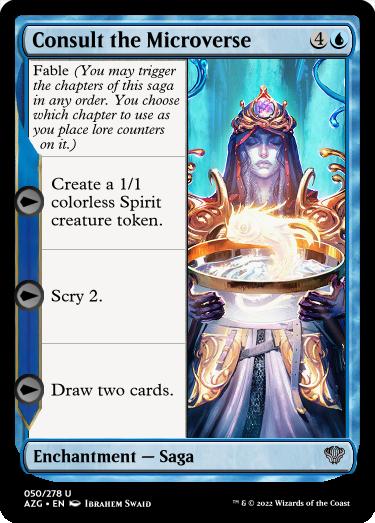 Consult the Microverse
4
Fable (You may trigger
the chapters of this saga
in any order. You choose
which chapter to use as
you place lore counters
on it.)
Create a 1/1
colorless Spirit
creature token.
Scry 2.
Draw two cards.
Enchantment — Saga
050/278 U
AZG • EN Ibrahem Swaid
™ & © 2022 Wizards of the Coast